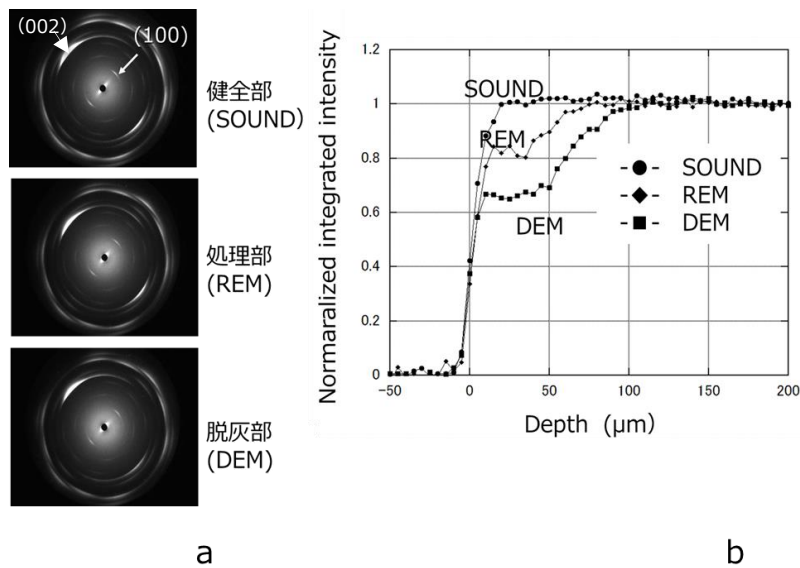 (002)
(100)
健全部
(SOUND）
処理部
(REM)
脱灰部
(DEM)
a
Normaralized integrated intensity
1.2
1
0.8
0.6
0.4
0.2
0
-50
0
50
100
150
200
Depth (μm）
SOUND
REM
DEM
SOUND
REM
DEM
b